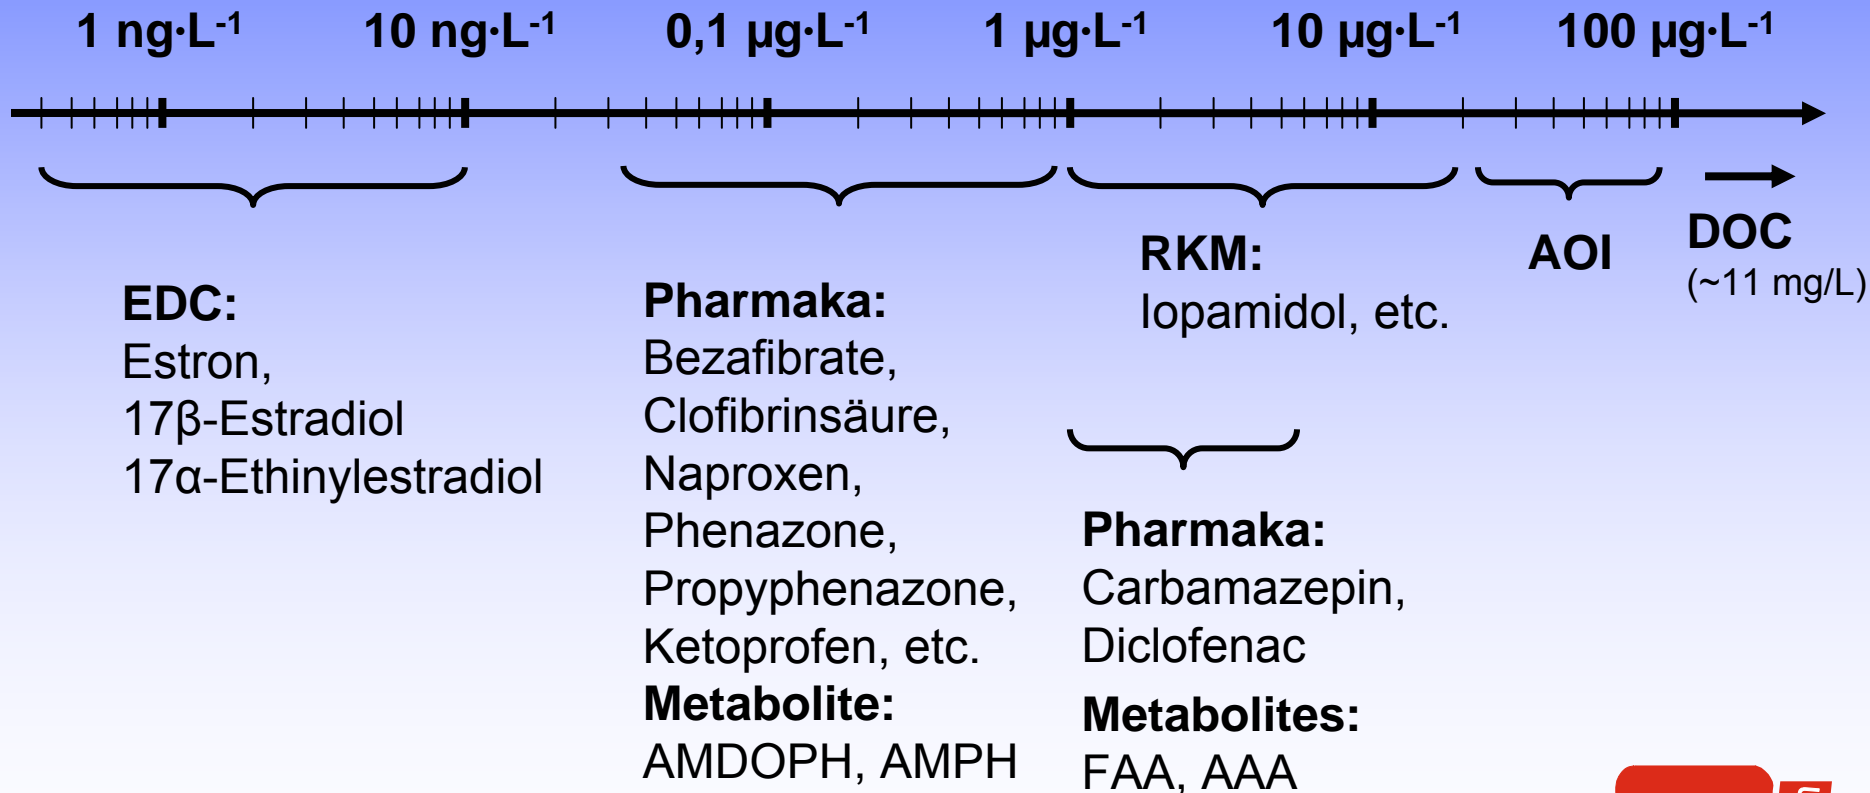 1 ng·L-1 10 ng·L-1 0,1 µg·L-1 1 µg·L-1 10 µg·L-1 100 µg·L-1
EDC:
Estron,
17β-Estradiol
17α-Ethinylestradiol
Pharmaka:
Bezafibrate,
Clofibrinsäure,
Naproxen,
Phenazone,
Propyphenazone,
Ketoprofen, etc.
Metabolite:
AMDOPH, AMPH
RKM:
Iopamidol, etc.
Pharmaka:
Carbamazepin,
Diclofenac
Metabolites:
FAA, AAA
AOI
DOC
(~11 mg/L)